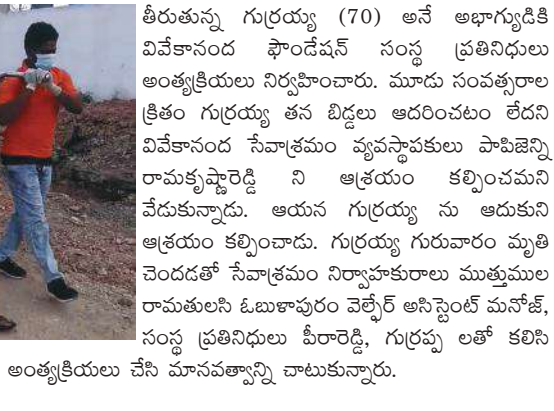 తీరుతున్న గుర్రయ్య (70) అనే అభాగ్యుడికి
వివేకానంద ఫౌండేషన్ సంస్థ ప్రతినిధులు
అంత్యక్రియలు నిర్వహించారు. మూడు సంవత్సరాల
క్రితం గుర్రయ్య తన బిడ్డలు ఆదరించటం లేదని
వివేకానంద సేవాశ్రమం వ్యవస్థాపకులు పాపిజెన్ని
రామకృష్ణారెడ్డి ని ఆశ్రయం కల్పించమని
వేడుకున్నాడు. ఆయన గుర్రయ్య ను ఆదుకుని
ఆశ్రయం కల్పించాడు. గుర్రయ్య గురువారం మృతి
చెందడతో సేవాశ్రమం నిర్వాహకురాలు ముత్తుముల
రామతులసి ఓబుళాపురం వెల్ఫేర్ అసిస్టెంట్ మనోజ్,
సంస్థ ప్రతినిధులు పీరారెడ్డి, గుర్రప్ప లతో కలిసి
అంత్యక్రియలు చేసి మానవత్వాన్ని చాటుకున్నారు.